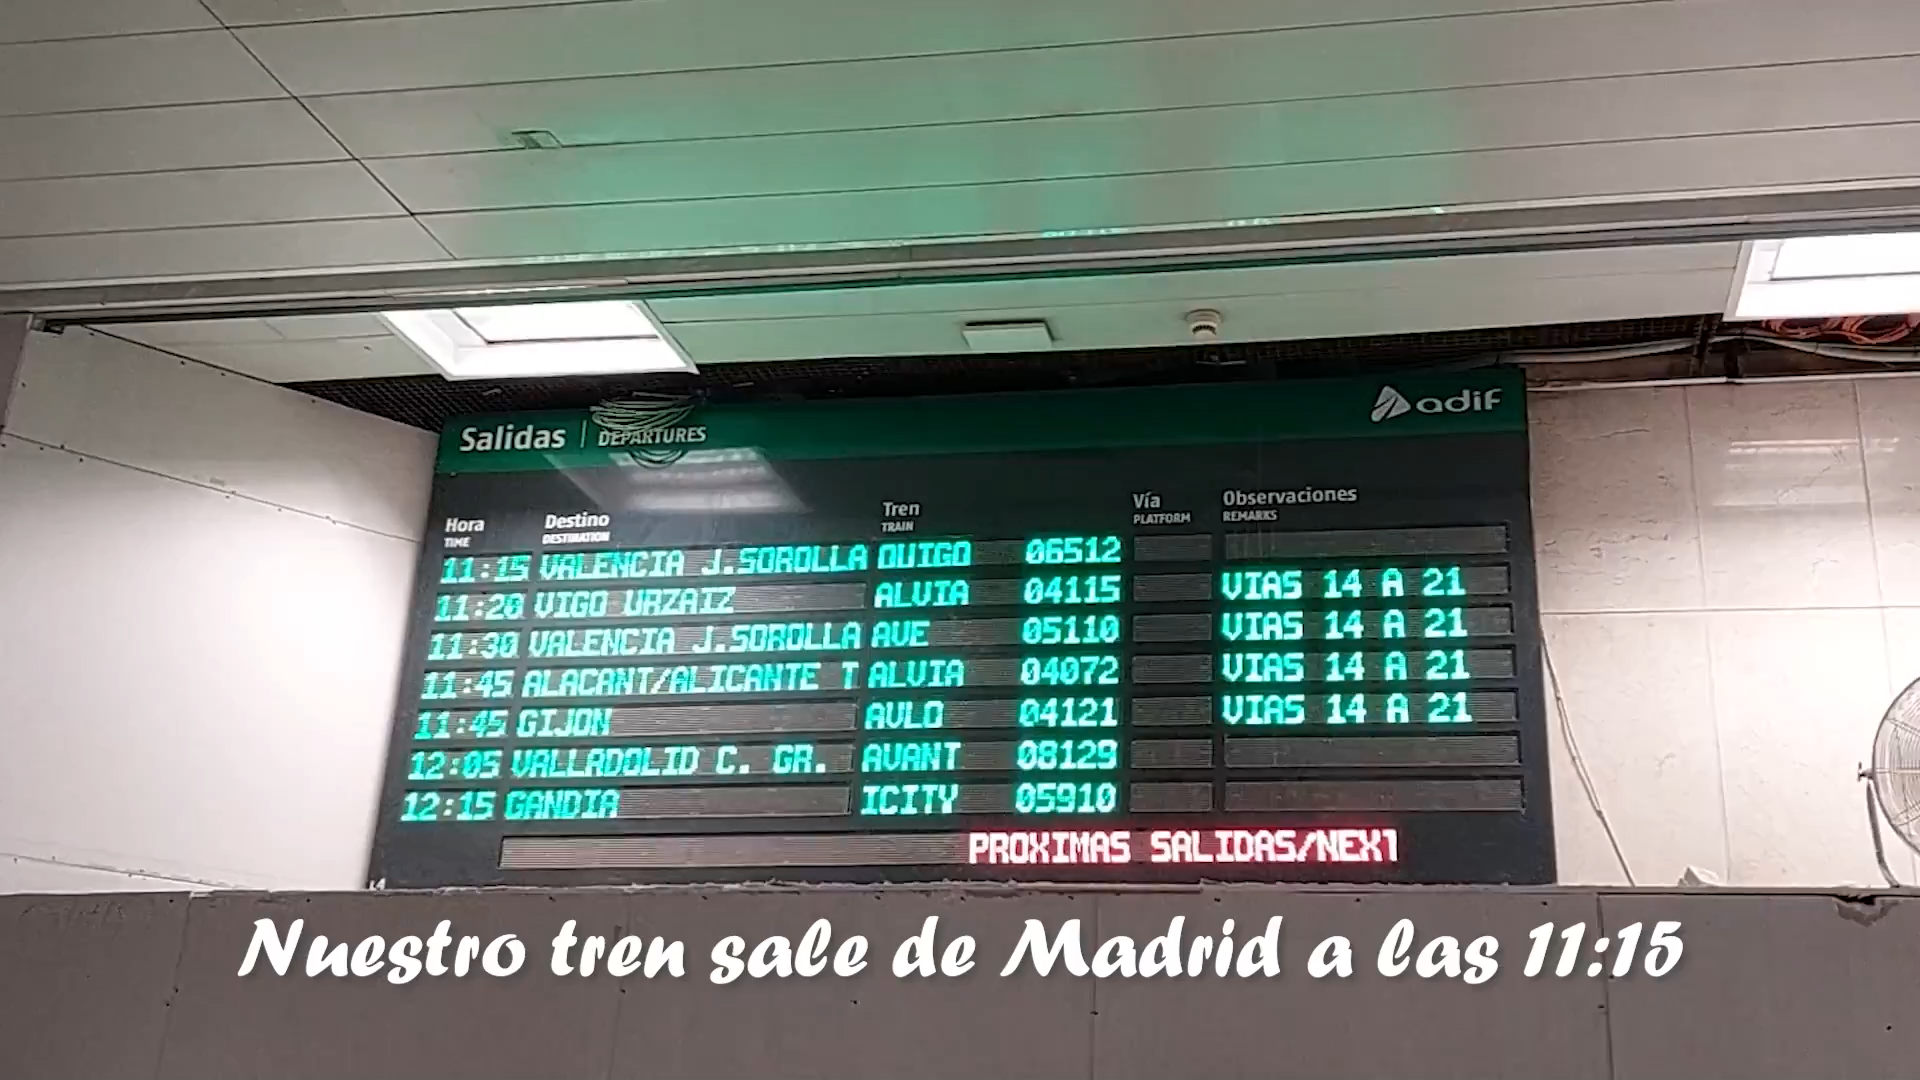 adif
Salidas | DEPARTURES
Hora Destino Tren Vía Observaciones
TIME DESTINATION TRAIN PLATFORM REMARKS
11:15 VALENCIA J.SOROLLA OUIGO 06512
11:28 VIGO URZAIZ ALVIA 04115 VIAS 14 A 21
11:30 VALENCIA J.SOROLLA AVE 05110 VIAS 14 A 21
11:45 ALACANT/ALICANTE T ALVIA 04072 VIAS 14 A 21
11:45 GIJON AVLO 04121 VIAS 14 A 21
12:05 VALLADOLID C. GR. AVANT 08129
12:15 GANDIA ICITY 05910
PROXIMAS SALIDAS/NEXT
L4
Nuestro tren sale de Madrid a las 11:15